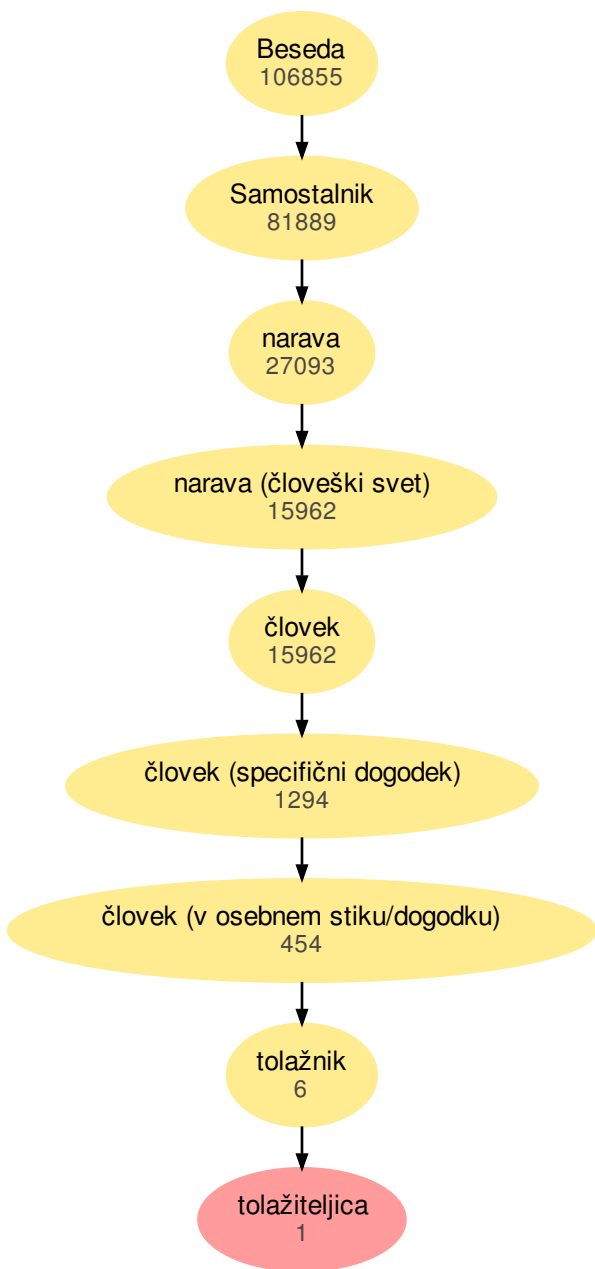 Beseda
106855
Samostalnik
81889
narava
27093
narava (človeški svet)
15962
človek
15962
človek (specifični dogodek)
1294
človek (v osebnem stiku/dogodku)
454
tolažnik
6
tolažiteljica
1